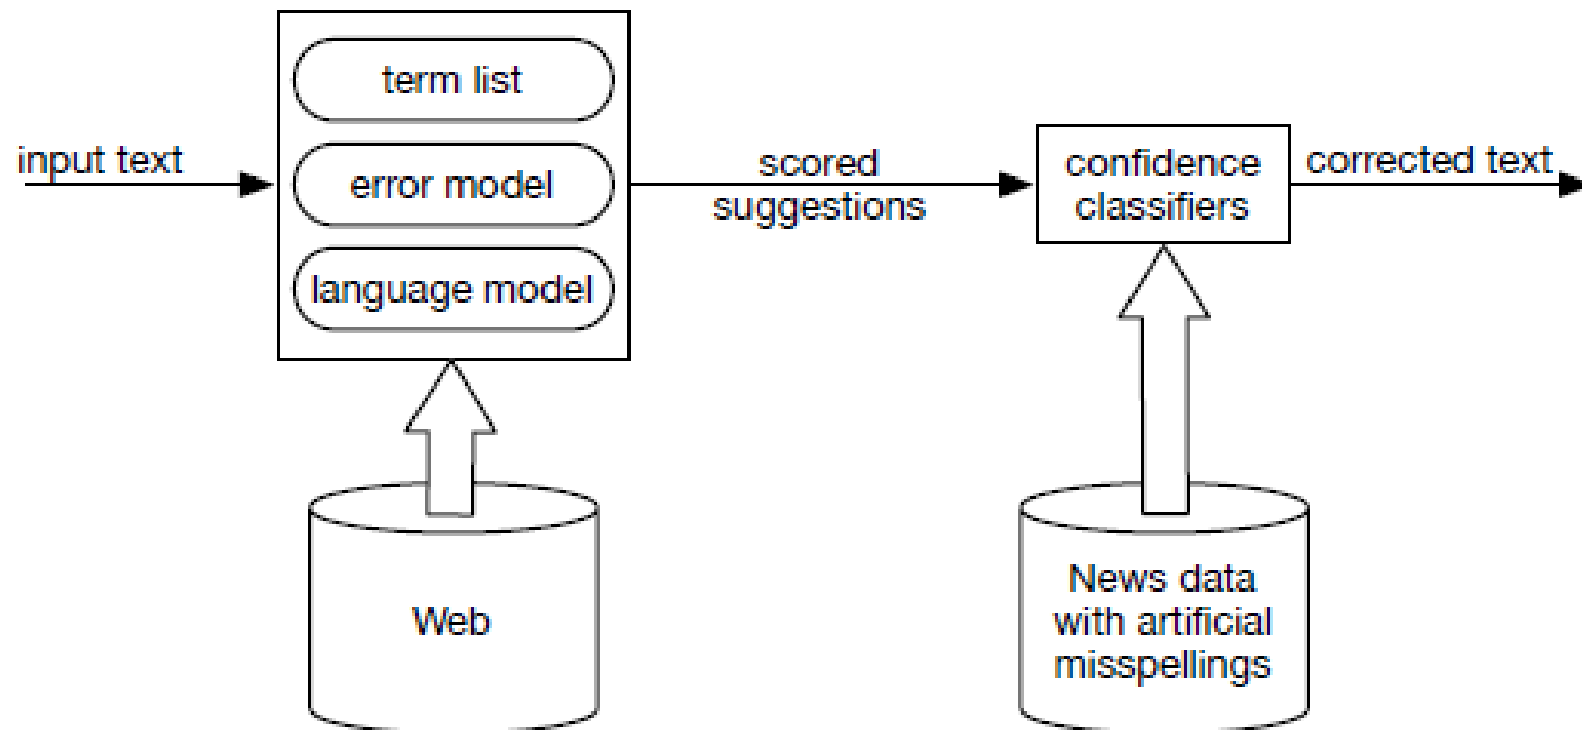 term list
input text
error model
language model
scored
suggestions
confidence
classifiers
corrected text
Web
News data
with artificial
misspellings